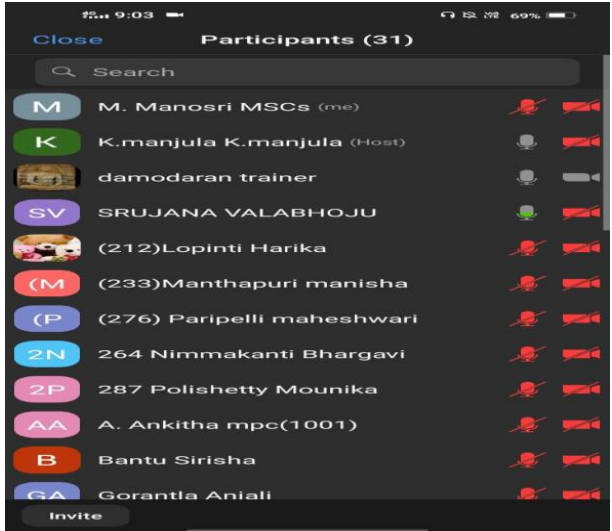 9:03 69%
Close Participants (31)
Search
M M. Manosri MSCs (me)
K K.manjula K.manjula (Host)
damodaran trainer
SV SRUJANA VALABHOJU
(212)Lopinti Harika
(M (233)Manthapuri manisha
(P (276) Paripelli maheshwari
2N 264 Nimmakanti Bhargavi
2P 287 Polishetty Mounika
AA A. Ankitha mpc(1001)
B Bantu Sirisha
GA Gorantla Anjali
Invite